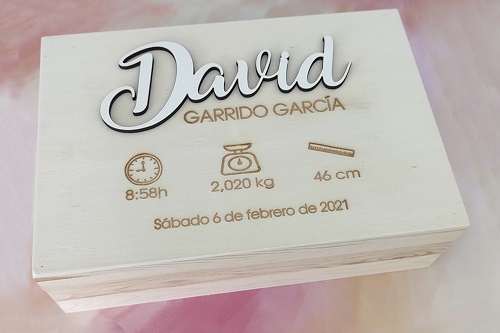 David
GARRIDO GARCÍA
8:58h
2,020 kg
46 cm
Sábado 6 de febrero de 2021